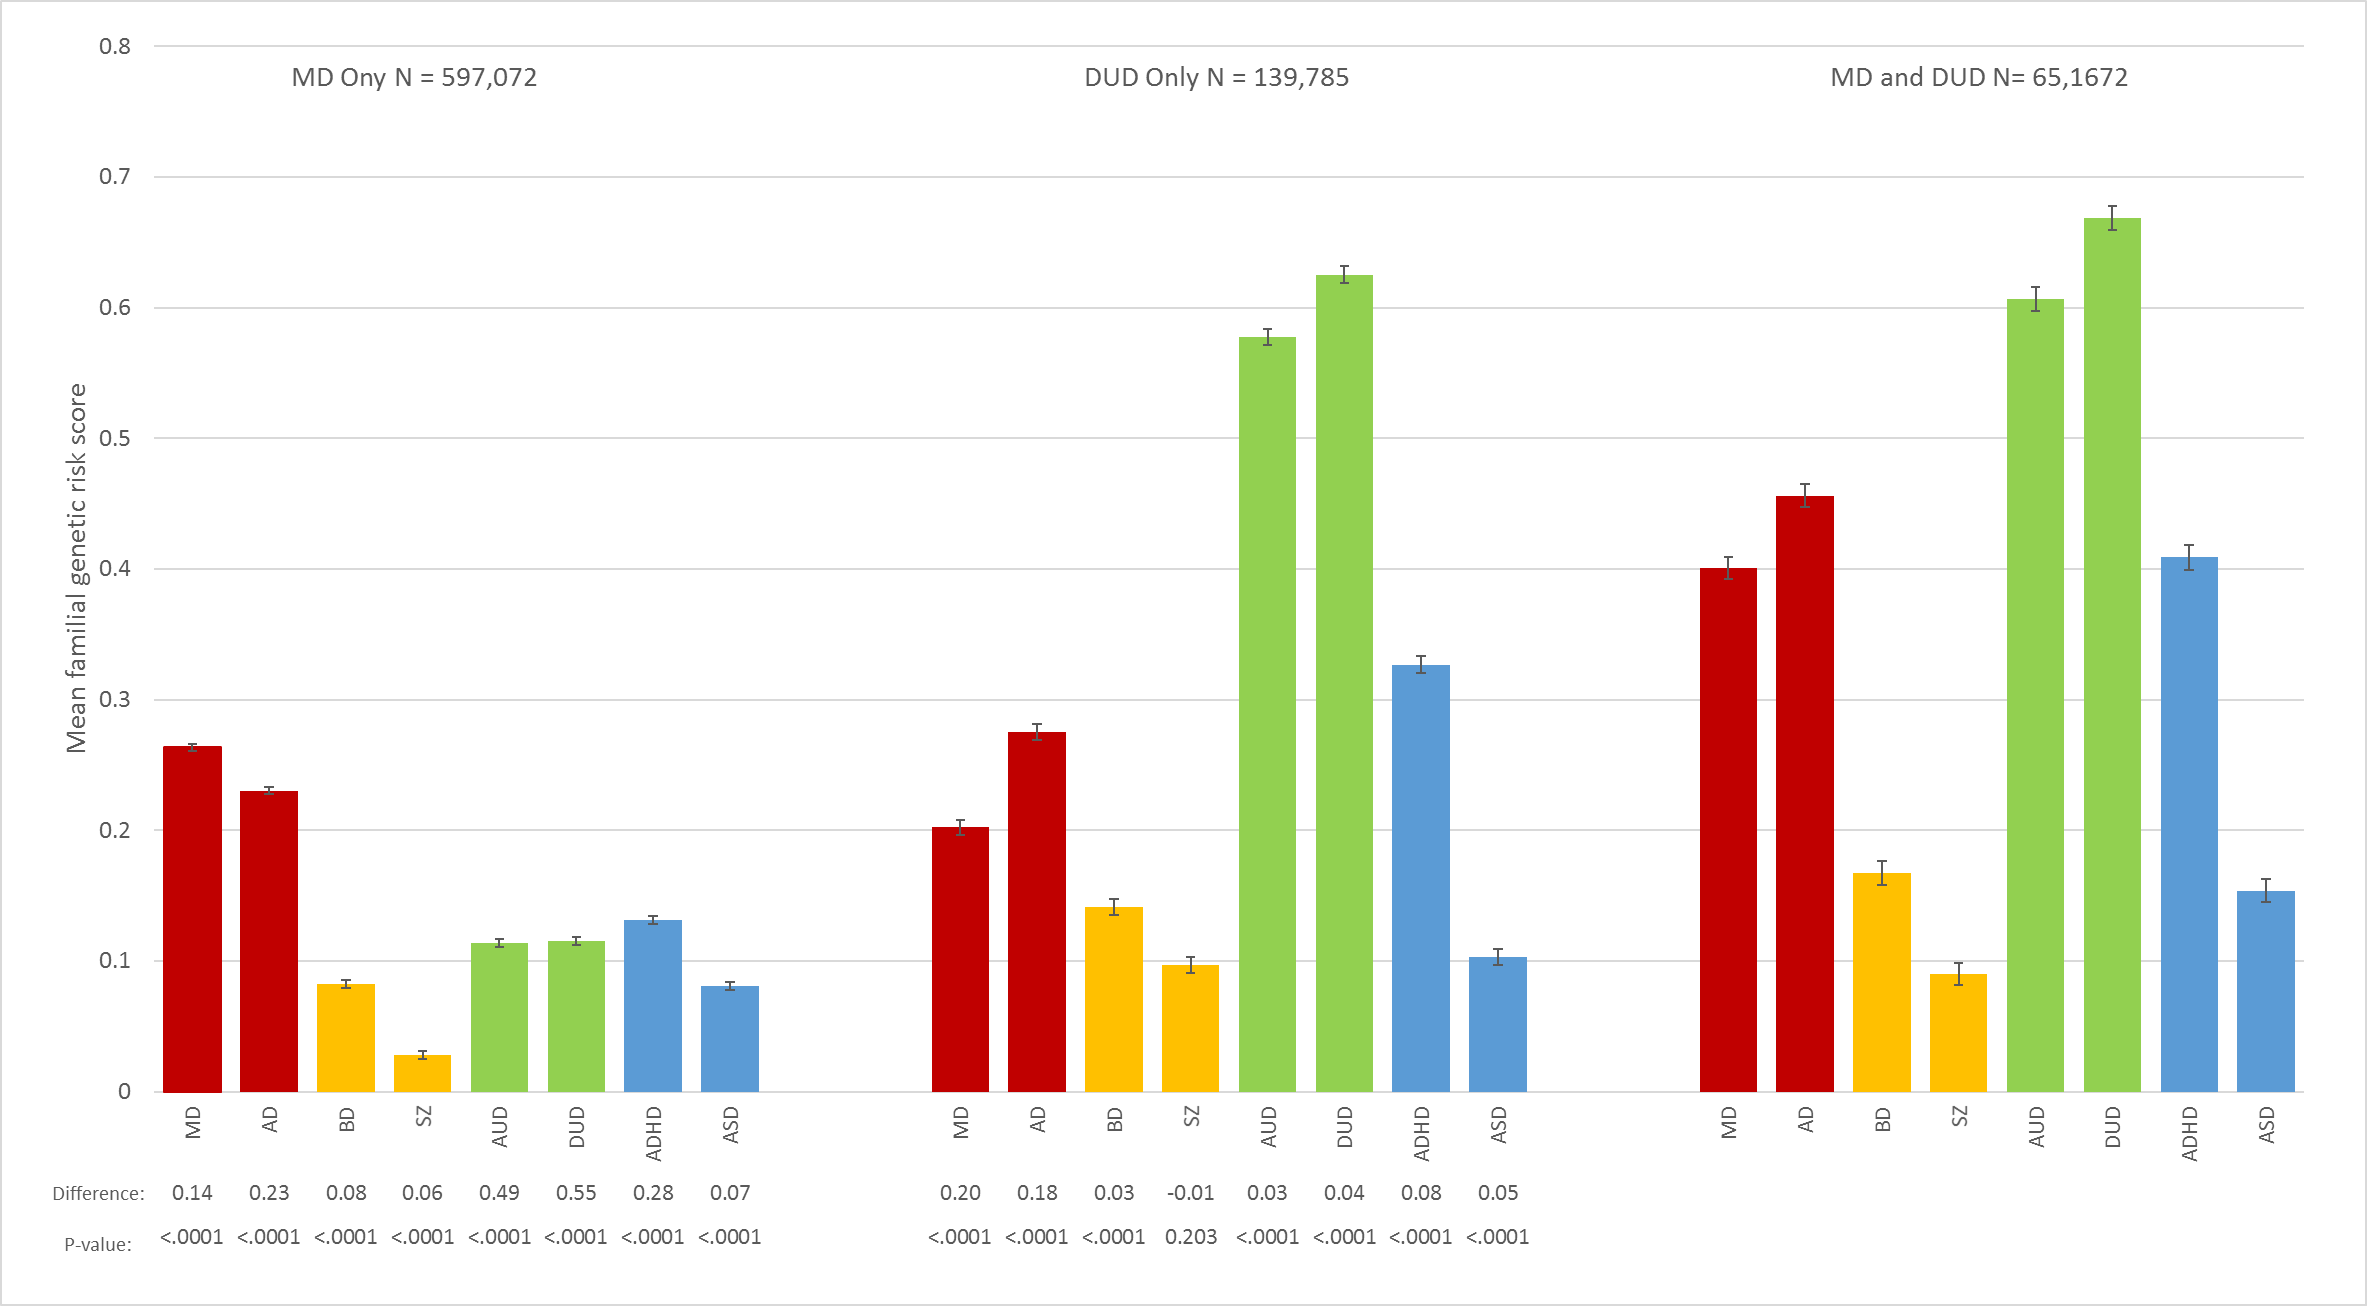 0.8
MD Ony N = 597,072
DUD Only N = 139,785
MD and DUD N= 65,1672
0.7
0.6
0.5
0.4
0.3
0.2
0.1
0
Mean familial genetic risk score
MD AD BD SZ AUD DUD ADHD ASD
MD AD BD SZ AUD DUD ADHD ASD
MD AD BD SZ AUD DUD ADHD ASD
Difference: 0.14 0.23 0.08 0.06 0.49 0.55 0.28 0.07 0.20 0.18 0.03 -0.01 0.03 0.04 0.08 0.05
P-value: <.0001 <.0001 <.0001 <.0001 <.0001 <.0001 <.0001 <.0001 <.0001 <.0001 <.0001 0.203 <.0001 <.0001 <.0001 <.0001